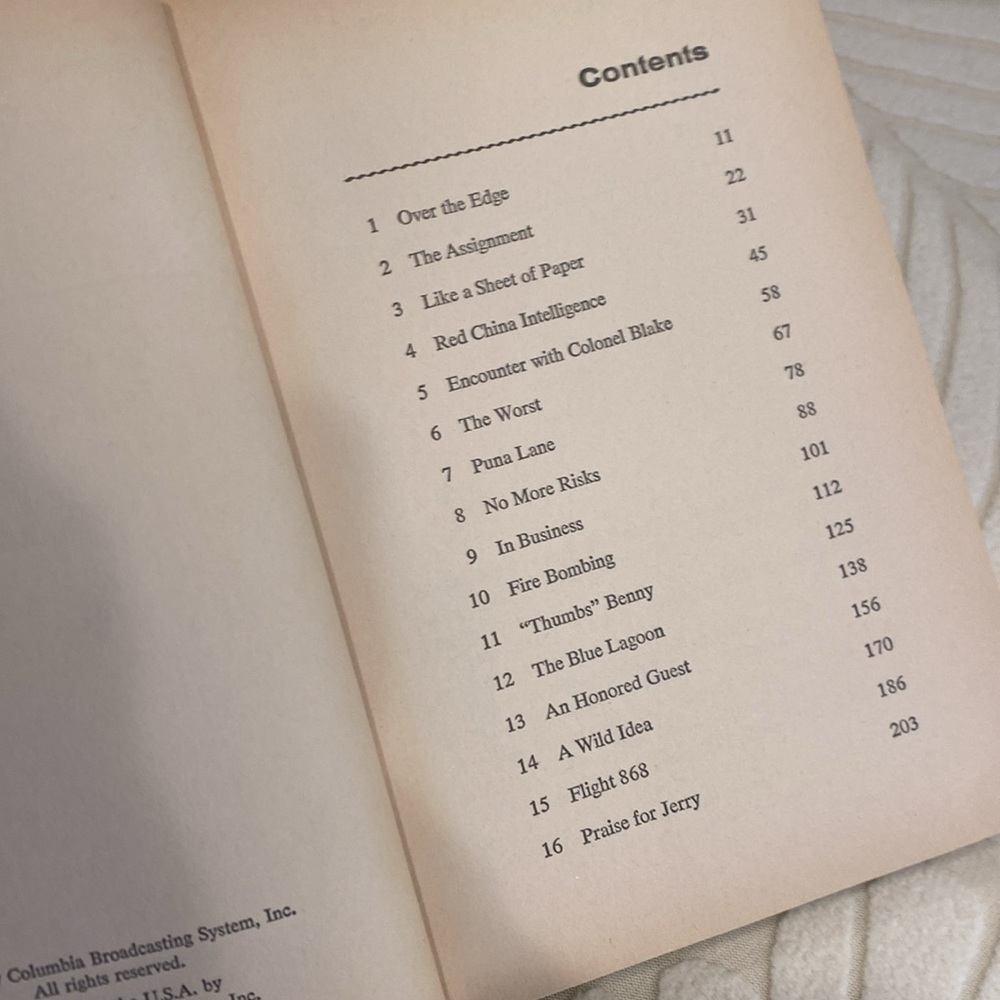 Contents
1 Over the Edge 11
2 The Assignment 22
3 Like a Sheet of Paper 31
4 Red China Intelligence 45
5 Encounter with Colonel Blake 58
6 The Worst 67
7 Puna Lane 78
8 No More Risks 88
9 In Business 101
10 Fire Bombing 112
11 “Thumbs” Benny 125
12 The Blue Lagoon 138
13 An Honored Guest 156
14 A Wild Idea 170
15 Flight 868 186
16 Praise for Jerry 203
Columbia Broadcasting System, Inc.
All rights reserved.
U.S.A. by
Inc.